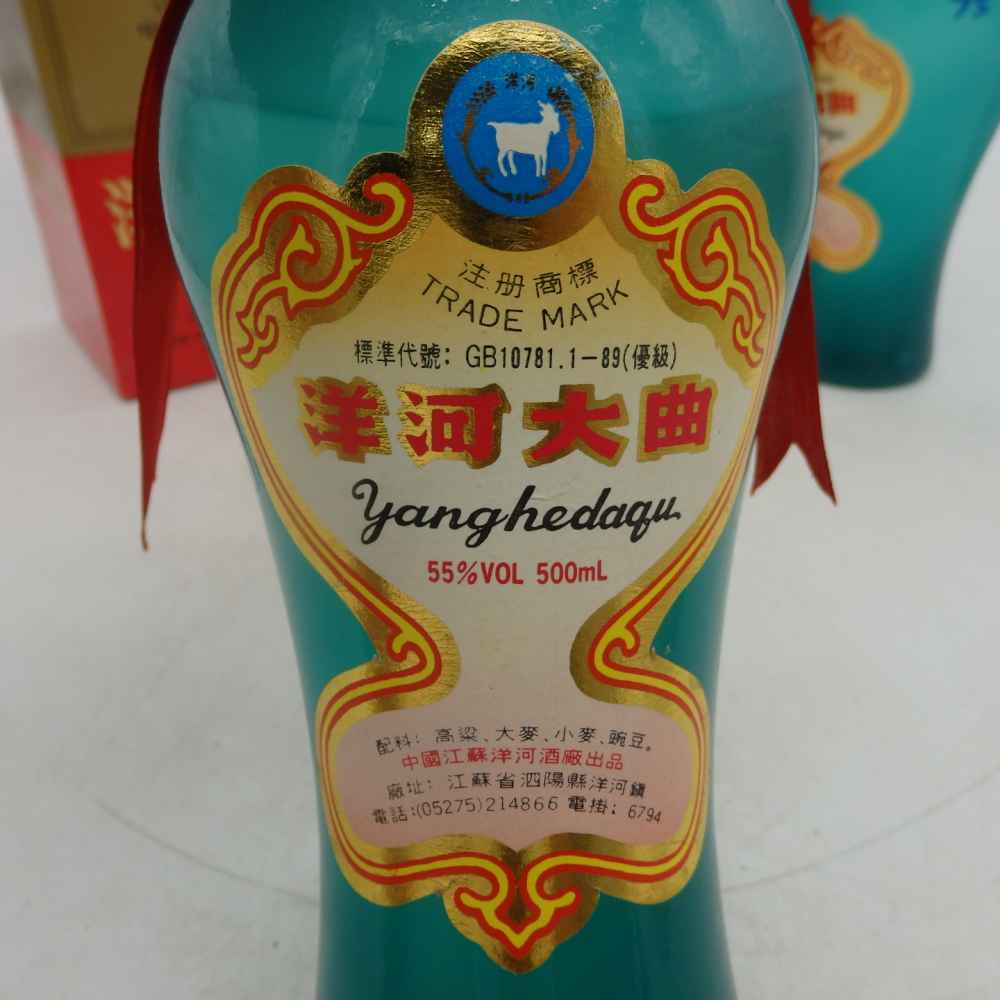 洋河
注册商標
TRADE MARK
標準代號: GB10781.1-89(優級)
洋河大曲
Yanghedaqu
55%VOL 500mL
配料: 高粱、大麥、小麥、豌豆。
中國江蘇洋河酒廠出品
廠址: 江蘇省泗陽縣洋河鎮
電話:(05275)214866 電掛: 6794
曲